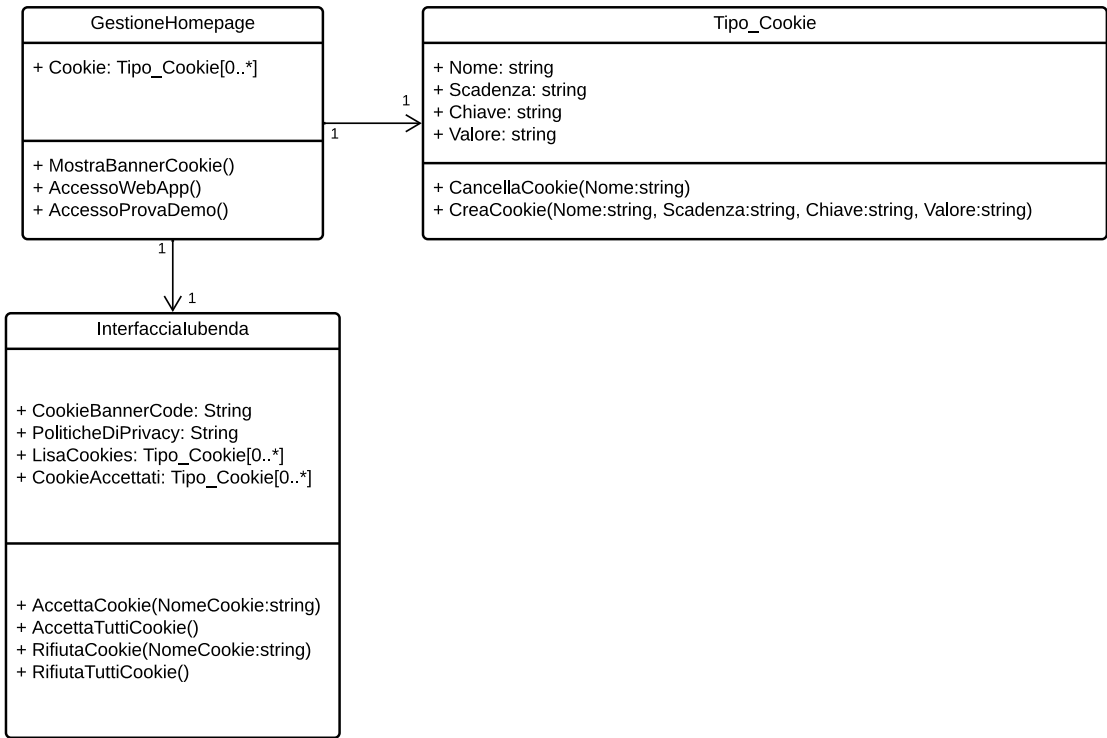 GestioneHomepage
+ Cookie: Tipo_Cookie[0..*]
+ MostraBannerCookie()
+ AccessoWebApp()
+ AccessoProvaDemo()
1
1
Tipo_Cookie
+ Nome: string
+ Scadenza: string
+ Chiave: string
+ Valore: string
+ CancellaCookie(Nome:string)
+ CreaCookie(Nome:string, Scadenza:string, Chiave:string, Valore:string)
1
1
InterfacciaIubenda
+ CookieBannerCode: String
+ PoliticheDiPrivacy: String
+ LisaCookies: Tipo_Cookie[0..*]
+ CookieAccettati: Tipo_Cookie[0..*]
+ AccettaCookie(NomeCookie:string)
+ AccettaTuttiCookie()
+ RifiutaCookie(NomeCookie:string)
+ RifiutaTuttiCookie()